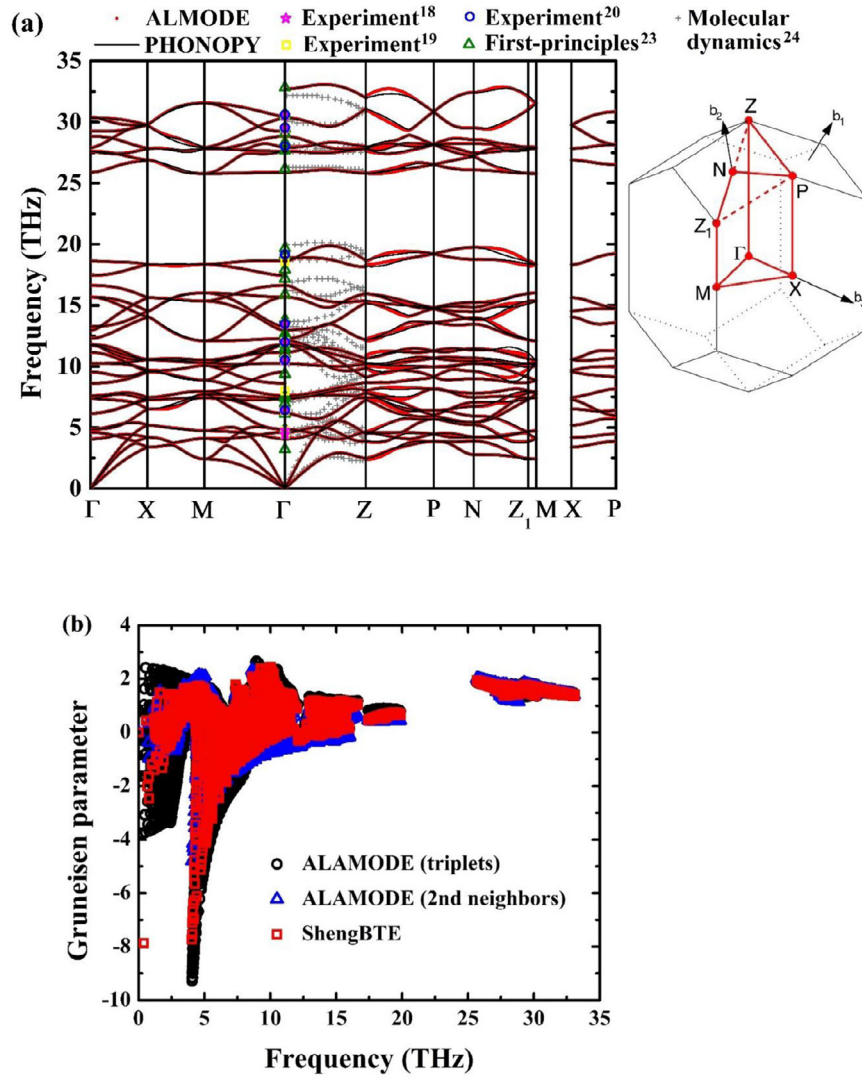 (a)
ALMODE ★ Experiment18 Experiment20 Molecular
PHONOPY Experiment19 First-principles23 dynamics24
Frequency (THz)
35
30
25
20
15
10
5
0
Γ X M Γ Z P N Z1 M X P
Z
b2 b1
N P
Z1
Γ
M X
b
(b)
Gruneisen parameter
4
2
0
-2
-4
-6
-8
-10
ALAMODE (triplets)
ALAMODE (2nd neighbors)
ShengBTE
0 5 10 15 20 25 30 35
Frequency (THz)